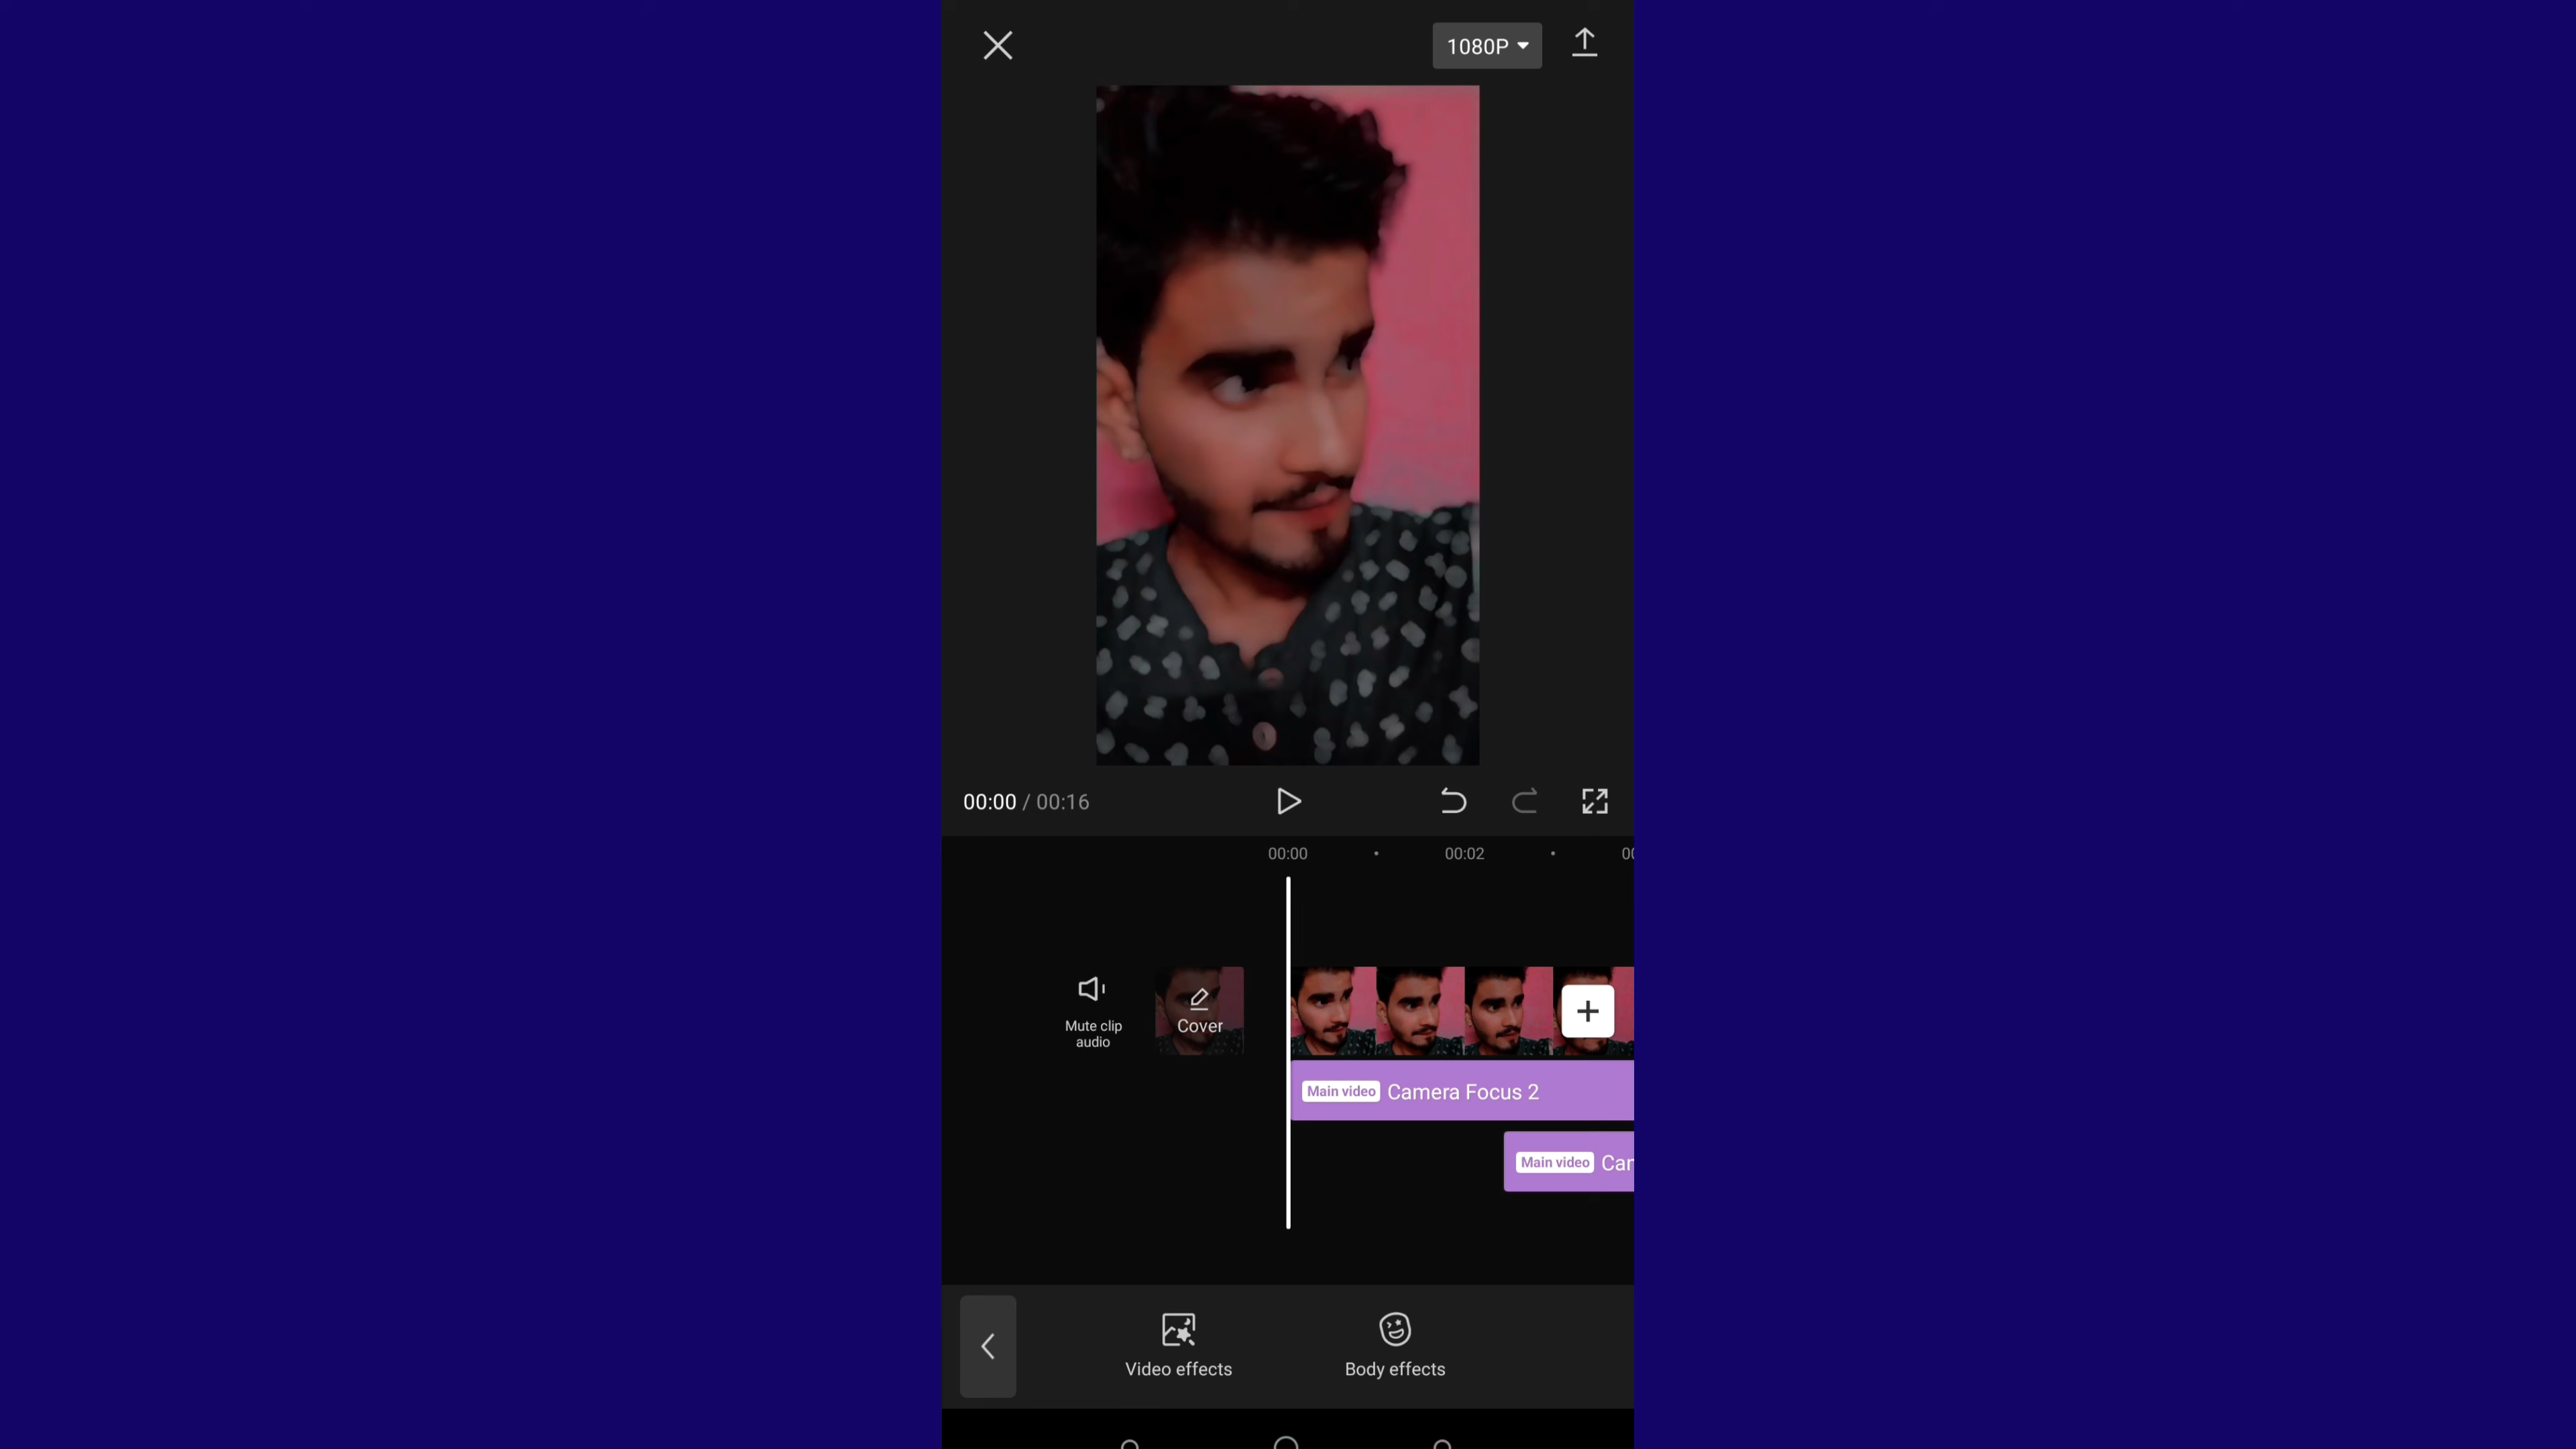 1080P
00:00 / 00:16
00:00
00:02
Mute clip
audio
Cover
Main video Camera Focus 2
Main video
Video effects
Body effects